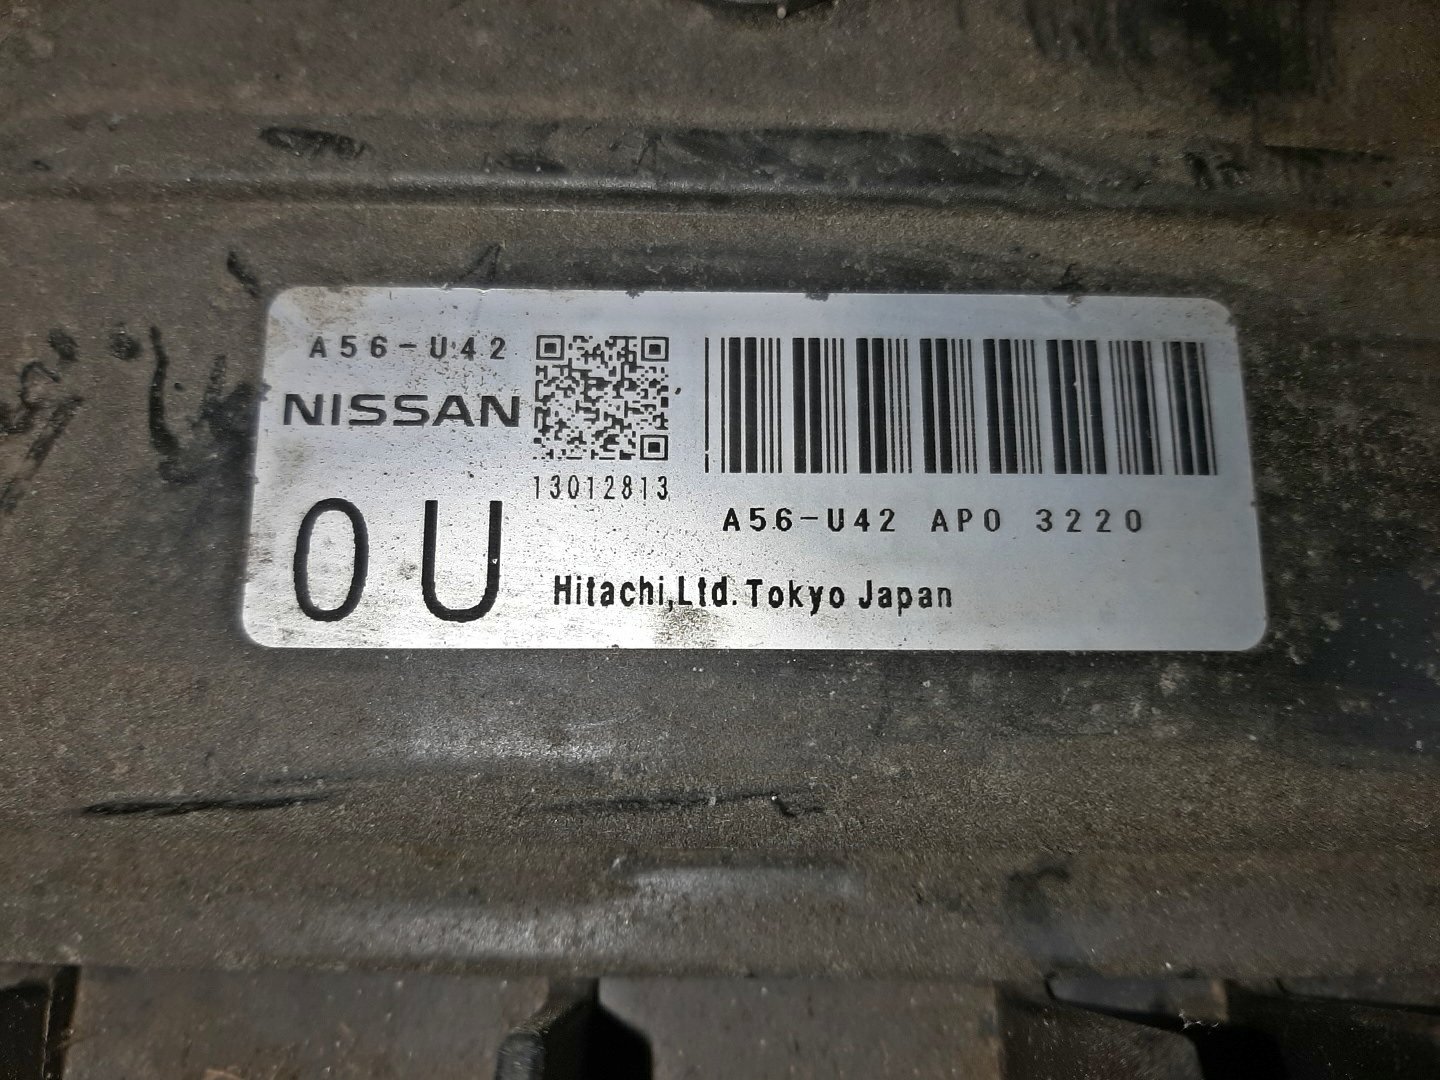 A56-U42
NISSAN
13012813
0U
A56-U42 AP0 3220
Hitachi,Ltd.Tokyo Japan